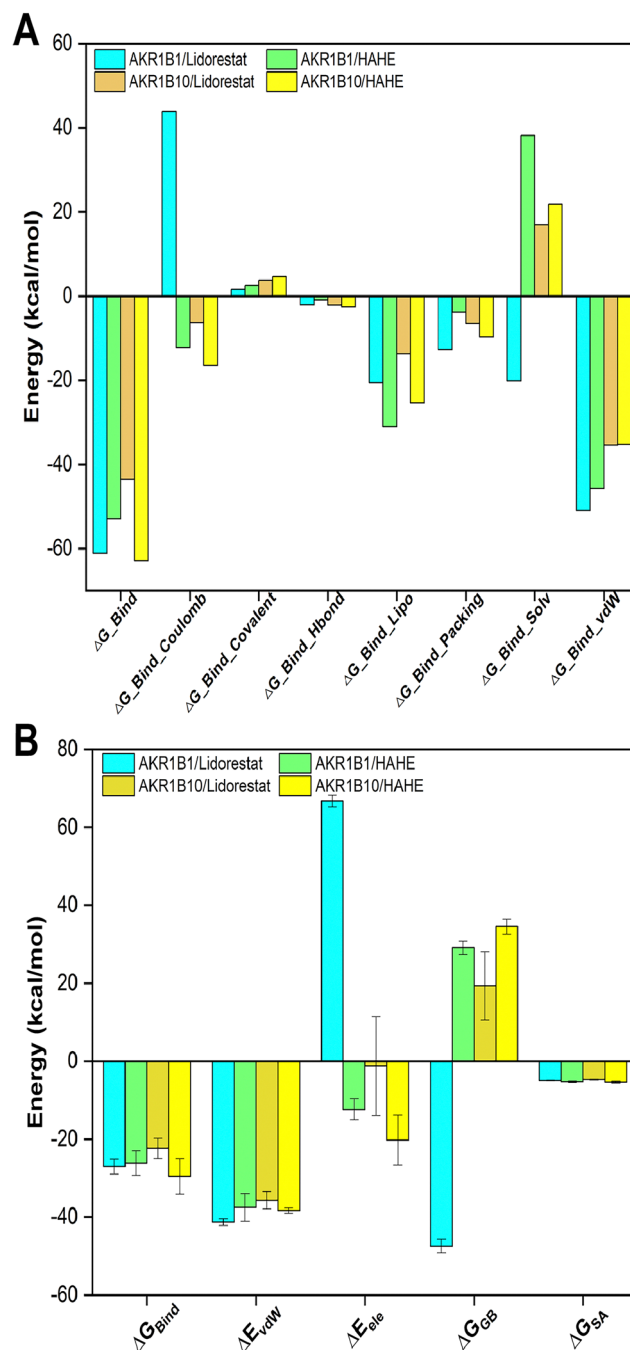 A
60
40
20
0
-20
-40
-60
Energy (kcal/mol)
AKR1B1/Lidorestat
AKR1B1/HAHE
AKR1B10/Lidorestat
AKR1B10/HAHE
ΔG_Bind
ΔG_Bind_Coulomb
ΔG_Bind_Covalent
ΔG_Bind_Hbond
ΔG_Bind_Lipo
ΔG_Bind_Packing
ΔG_Bind_Solv
ΔG_Bind_vdW
B
80
60
40
20
0
-20
-40
-60
Energy (kcal/mol)
AKR1B1/Lidorestat
AKR1B1/HAHE
AKR1B10/Lidorestat
AKR1B10/HAHE
ΔG_Bind
ΔE_vdW
ΔE_ele
ΔG_GB
ΔG_SA